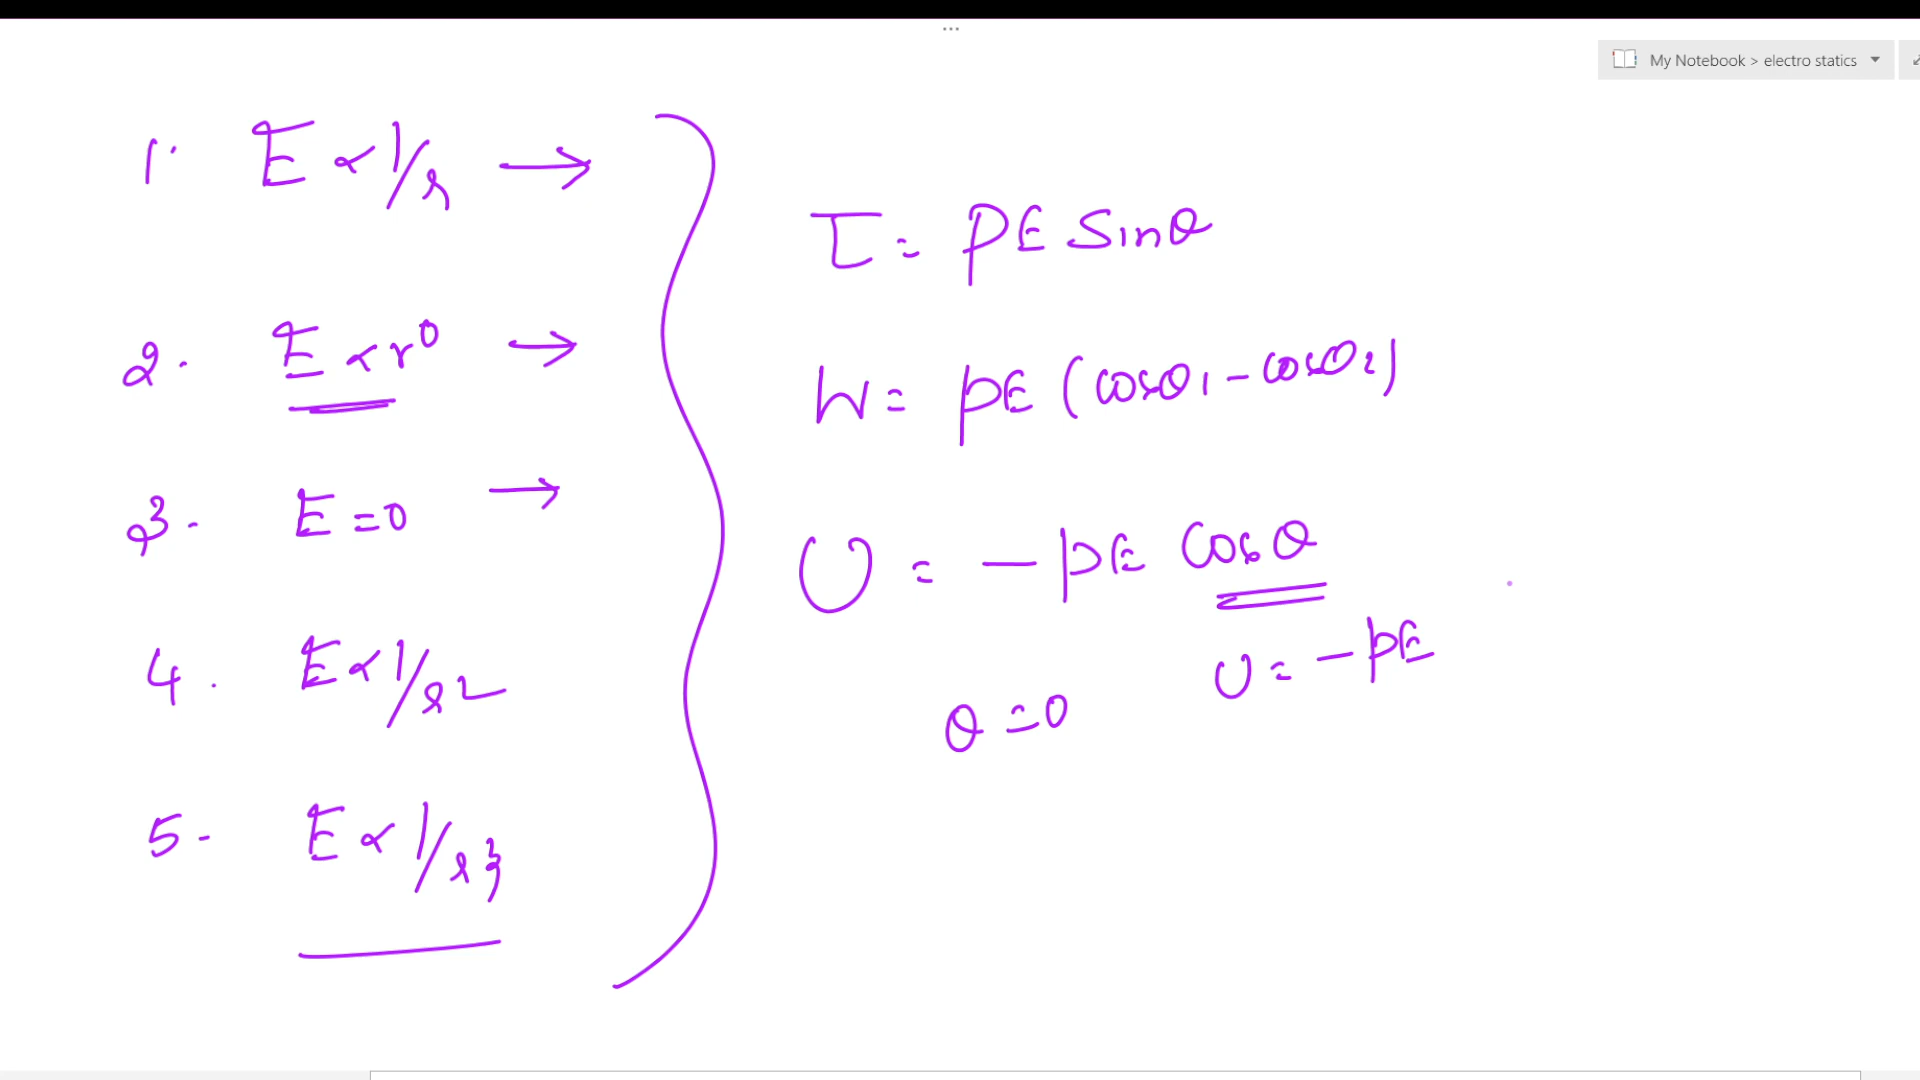 My Notebook > electro statics
1. E ∝ 1/r →
2. E ∝ r⁰ →
3. E = 0 →
4. E ∝ 1/r²
5. E ∝ 1/r³
τ = PE Sinθ
W = PE (cosθ₁ - cosθ₂)
U = - PE Cosθ
U = - PE
θ = 0